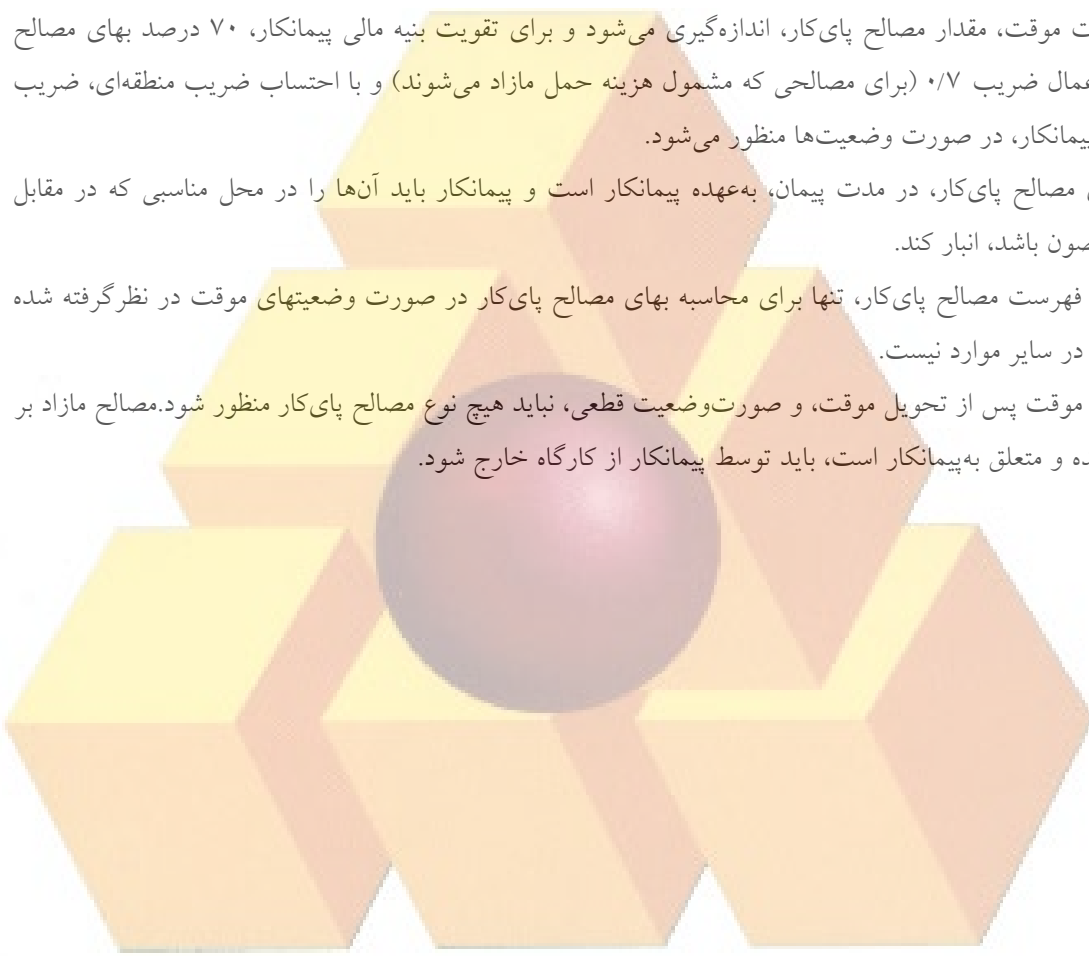 ت موقت، مقدار مصالح پای‌کار، اندازه‌گیری می‌شود و برای تقویت بنیه مالی پیمانکار، ۷۰ درصد بهای مصالح
عمال ضریب ۰/۷ (برای مصالحی که مشمول هزینه حمل مازاد می‌شوند) و با احتساب ضریب منطقه‌ای، ضریب
پیمانکار، در صورت وضعیت‌ها منظور می‌شود.
مصالح پای‌کار، در مدت پیمان، به‌عهده پیمانکار است و پیمانکار باید آن‌ها را در محل مناسبی که در مقابل
صون باشد، انبار کند.
فهرست مصالح پای‌کار، تنها برای محاسبه بهای مصالح پای‌کار در صورت وضعیتهای موقت در نظرگرفته شده
در سایر موارد نیست.
موقت پس از تحویل موقت، و صورت‌وضعیت قطعی، نباید هیچ نوع مصالح پای‌کار منظور شود.مصالح مازاد بر
ده و متعلق به‌پیمانکار است، باید توسط پیمانکار از کارگاه خارج شود.